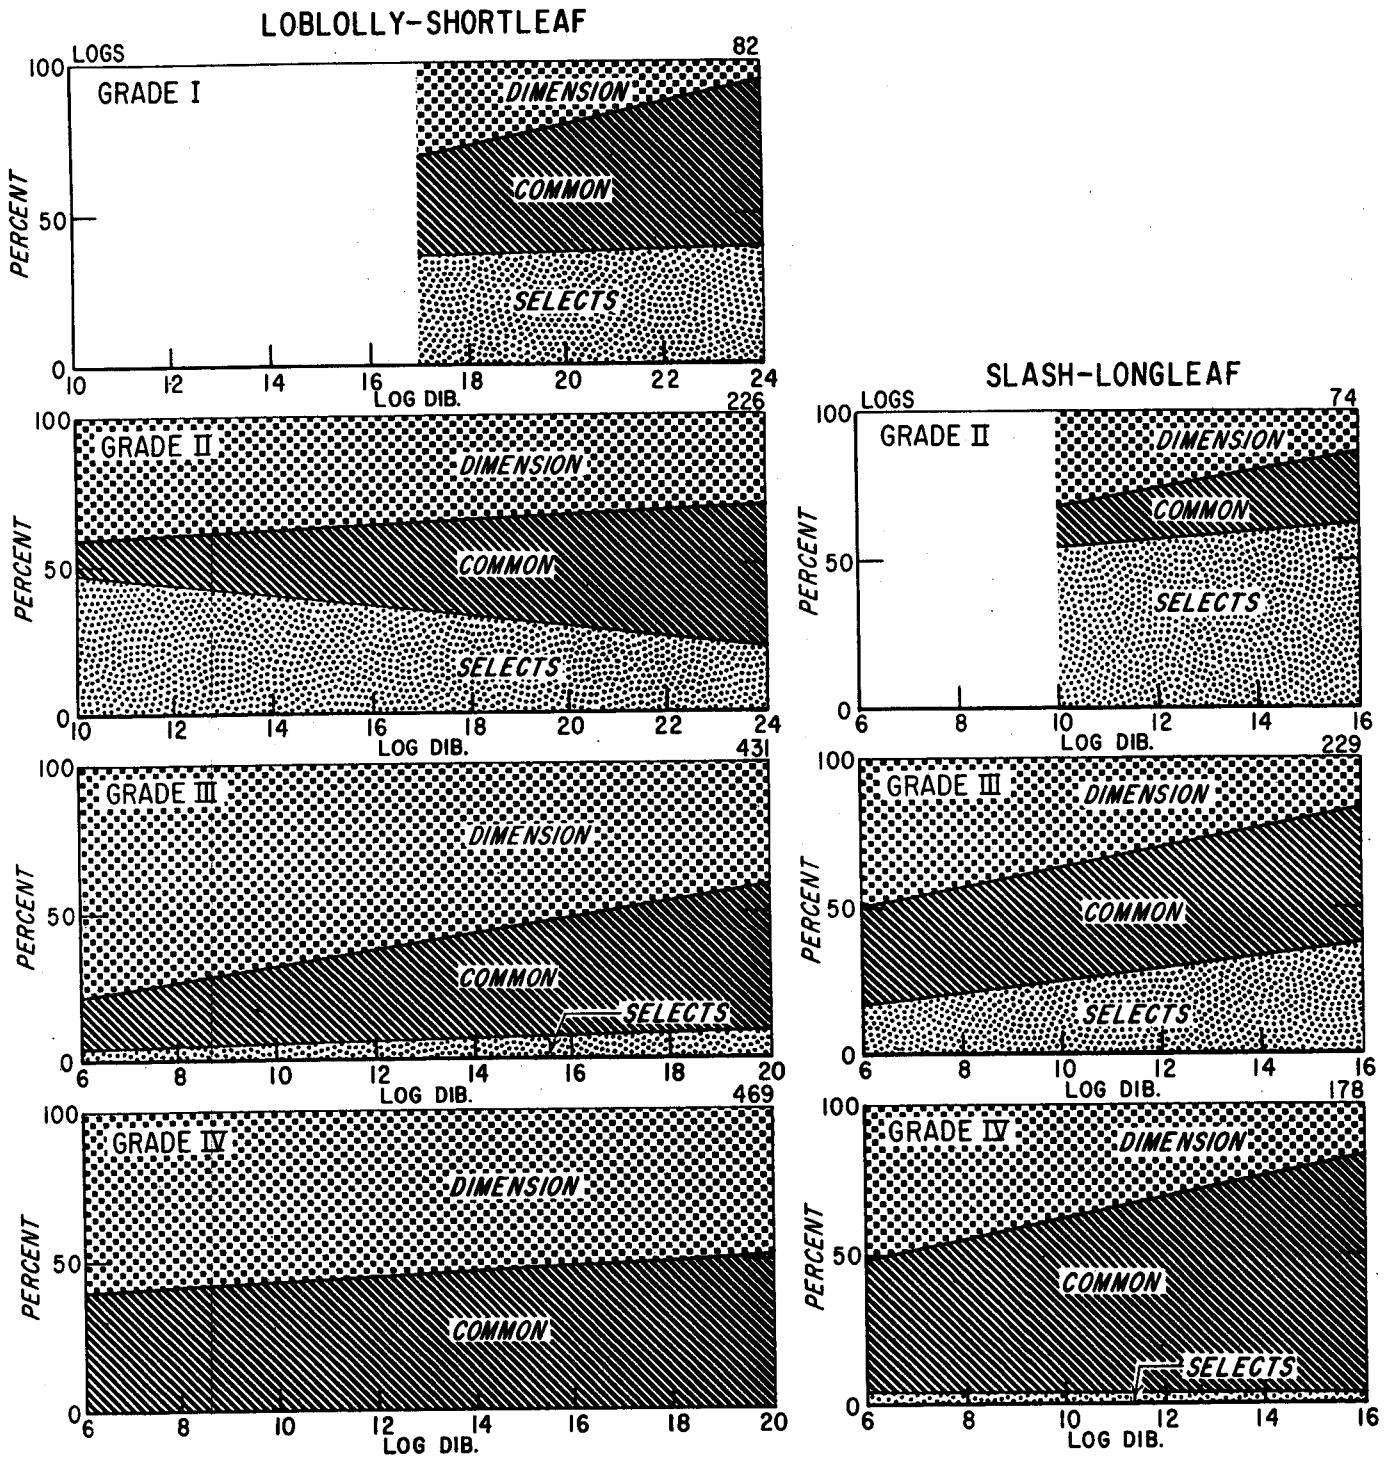 LOBLOLLY-SHORTLEAF
LOGS 82
100
GRADE I
DIMENSION
COMMON
50
PERCENT
SELECTS
0
10 12 14 16 18 20 22 24
LOG DIB.
226
100
GRADE II
DIMENSION
COMMON
50
PERCENT
SELECTS
0
10 12 14 16 18 20 22 24
LOG DIB.
431
100
GRADE III
DIMENSION
50
PERCENT
COMMON
SELECTS
0
6 8 10 12 14 16 18 20
LOG DIB.
469
100
GRADE IV
DIMENSION
50
PERCENT
COMMON
0
6 8 10 12 14 16 18 20
LOG DIB.
SLASH-LONGLEAF
LOGS 74
100
GRADE II
DIMENSION
COMMON
50
PERCENT
SELECTS
0
6 8 10 12 14 16
LOG DIB.
229
100
GRADE III
DIMENSION
50
COMMON
PERCENT
SELECTS
0
6 8 10 12 14 16
LOG DIB.
178
100
GRADE IV
DIMENSION
50
COMMON
PERCENT
SELECTS
0
6 8 10 12 14 16
LOG DIB.